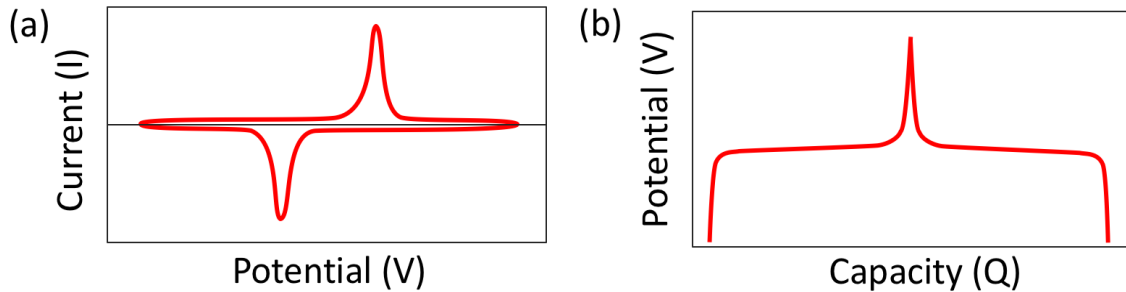 (a)
Current (I)
Potential (V)
(b)
Potential (V)
Capacity (Q)